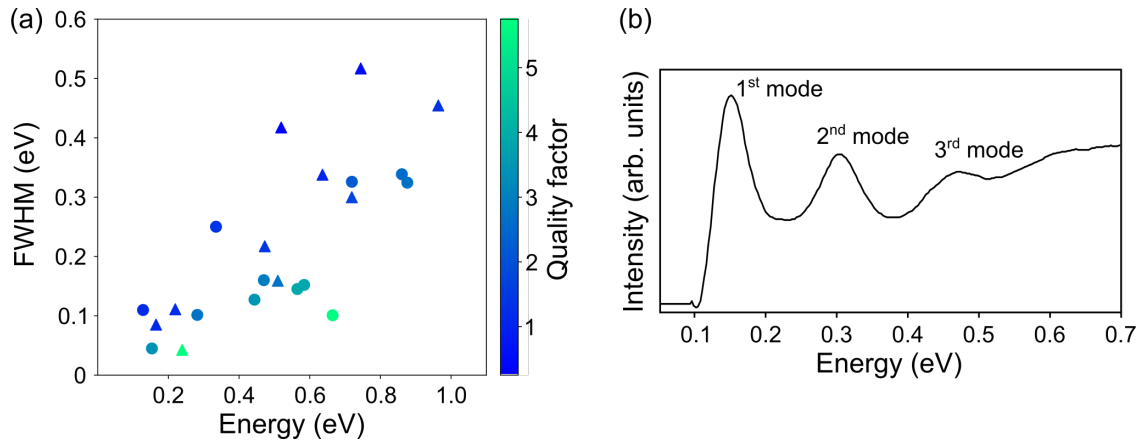 (a)
FWHM (eV)
0.6
0.5
0.4
0.3
0.2
0.1
0
0.2 0.4 0.6 0.8 1.0
Energy (eV)
5
4
3
2
1
Quality factor
(b)
Intensity (arb. units)
1st mode
2nd mode
3rd mode
0.1 0.2 0.3 0.4 0.5 0.6 0.7
Energy (eV)